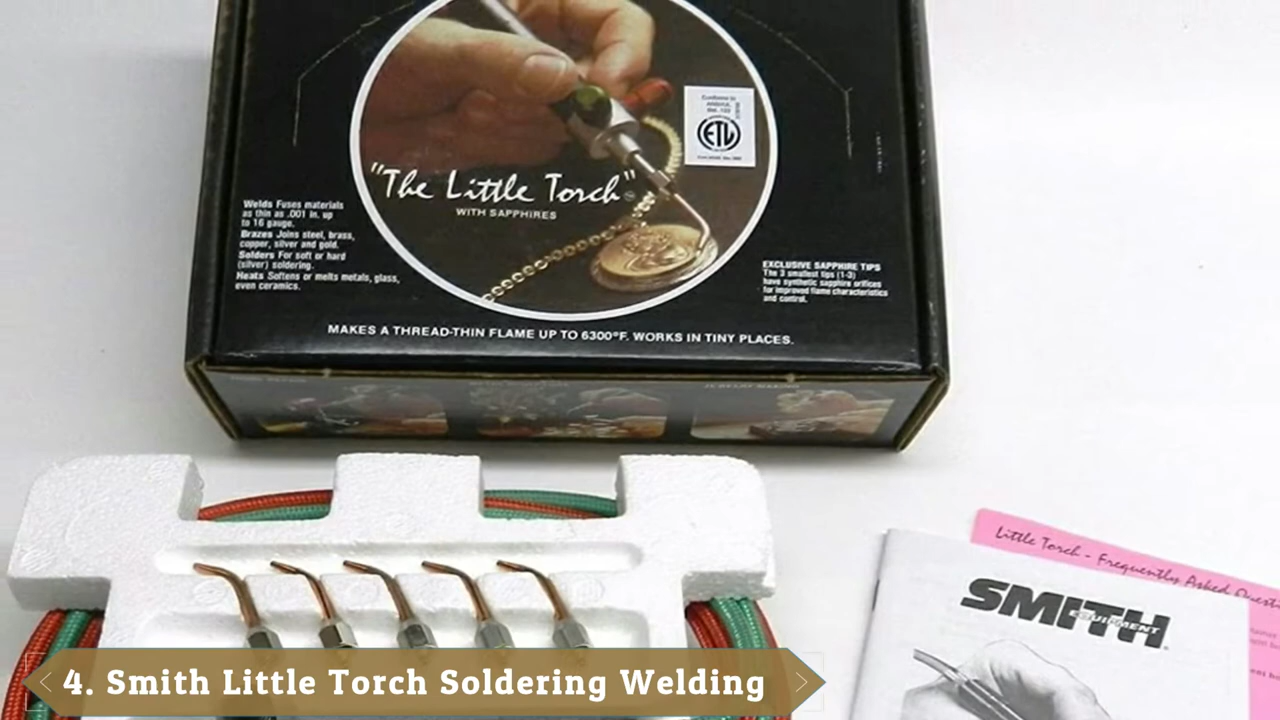 "The Little Torch"
WITH SAPPHIRES
ETL
Welds Fuses materials
as thin as .001 in. up
to 16 gauge.
Brazes Joins steel, brass,
copper, silver and gold.
Solders For soft or hard
(silver) soldering.
Heats Softens or melts metals, glass,
even ceramics.
EXCLUSIVE SAPPHIRE TIPS
The 3 smallest tips (1-3)
have synthetic sapphire orifices
for improved flame characteristics
and control.
MAKES A THREAD-THIN FLAME UP TO 6300°F. WORKS IN TINY PLACES.
JEWELRY MAKING
Little Torch - Frequently Asked
SMITH
EQUIPMENT
4. Smith Little Torch Soldering Welding